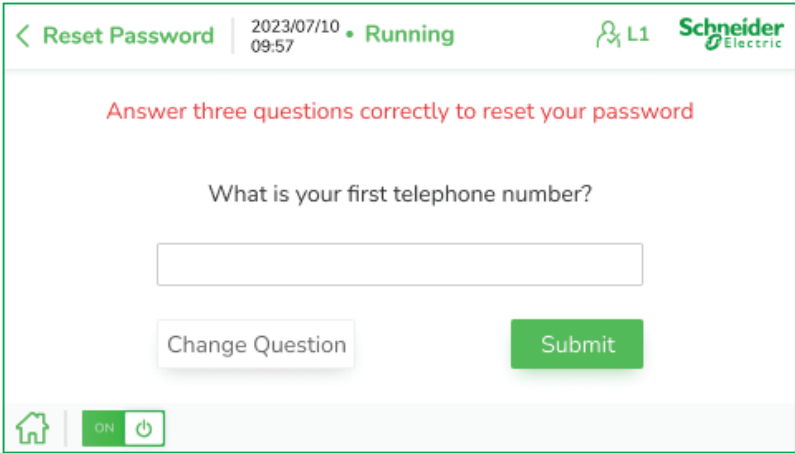 Reset Password
2023/07/10
09:57
Running
L1
Schneider
Electric
Answer three questions correctly to reset your password
What is your first telephone number?
Change Question
Submit
ON